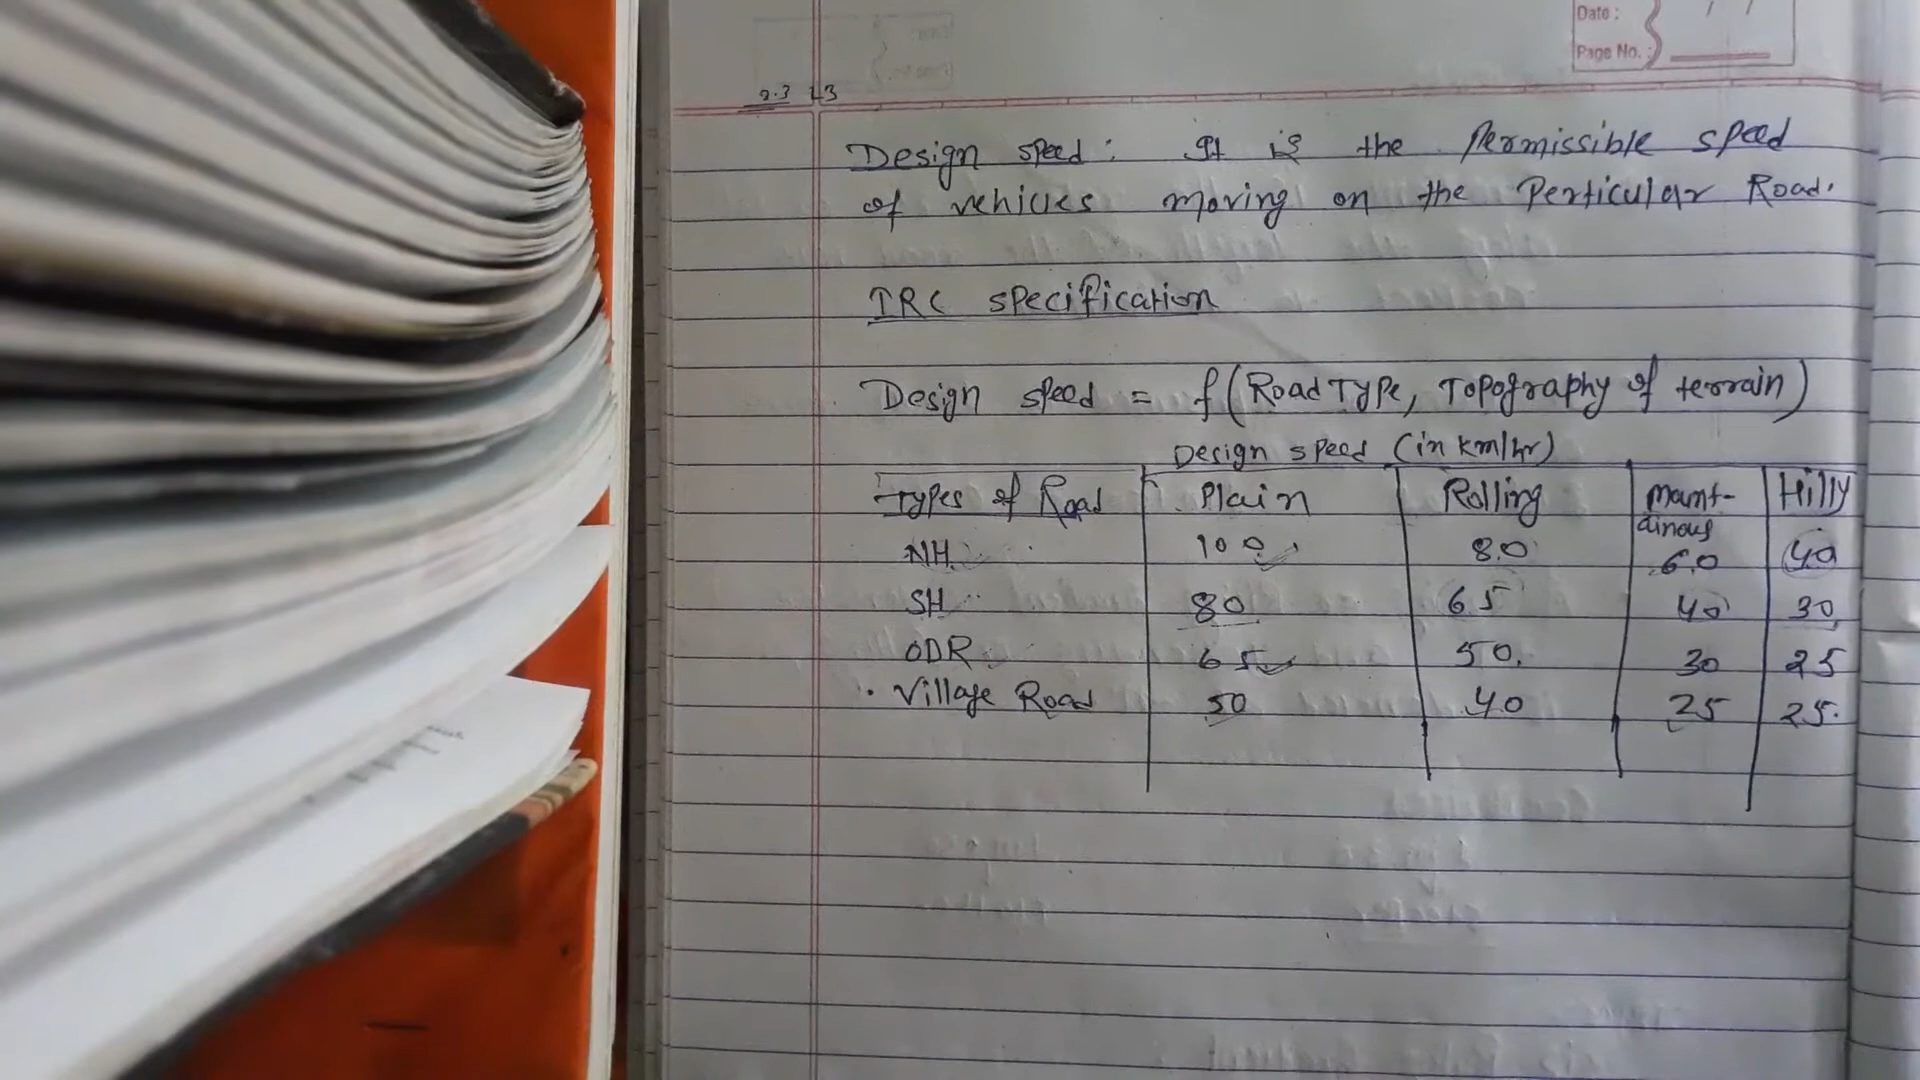 Date :
Page No. :
Design speed : It is the Permissible speed
of vehicles moving on the Perticular Road.
IRC specification
Design speed = f (Road Type, Topography of terrain)
Design speed (in km/hr)
Types of Road Plain Rolling Mount- Hilly
ainous
NH 100 80 60 40
SH 80 65 40 30
ODR 65 50 30 25
Village Road 50 40 25 25